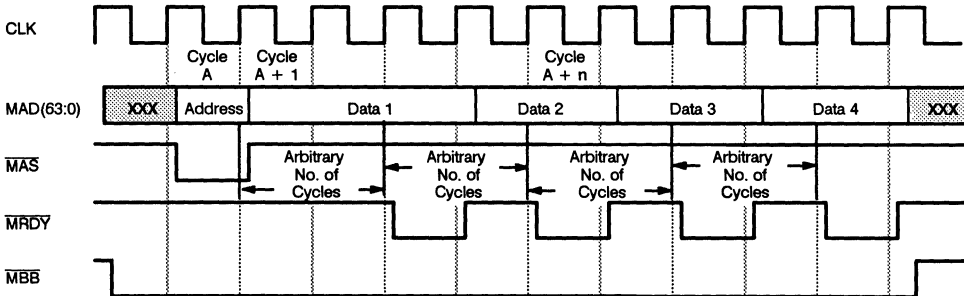 CLK
Cycle A
Cycle A + 1
Cycle A + n
MAD(63:0)
XXX
Address
Data 1
Data 2
Data 3
Data 4
XXX
MAS
Arbitrary No. of Cycles
Arbitrary No. of Cycles
Arbitrary No. of Cycles
Arbitrary No. of Cycles
MRDY
MBB